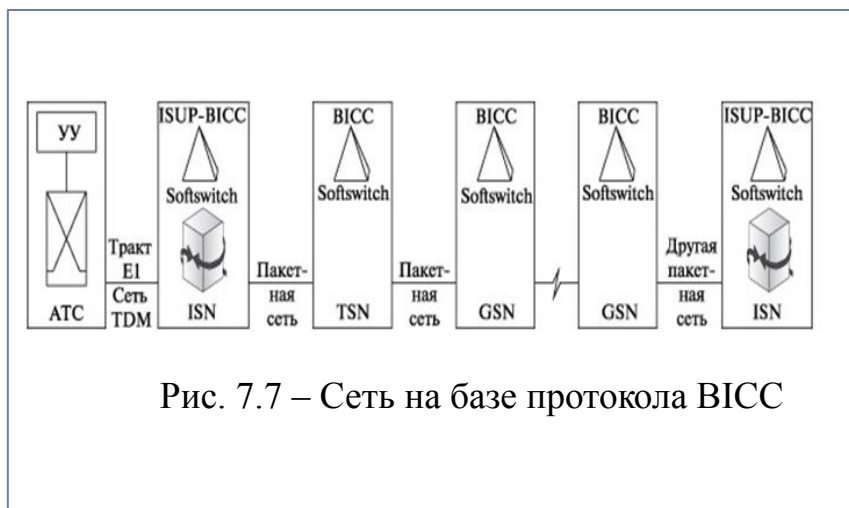 УУ
АТС
Тракт
Е1
Сеть
TDM
ISUP-BICC
Softswitch
ISN
Пакет-
ная
сеть
BICC
Softswitch
TSN
Пакет-
ная
сеть
BICC
Softswitch
GSN
BICC
Softswitch
GSN
Другая
пакет-
ная
сеть
ISUP-BICC
Softswitch
ISN
Рис. 7.7 – Сеть на базе протокола BICC